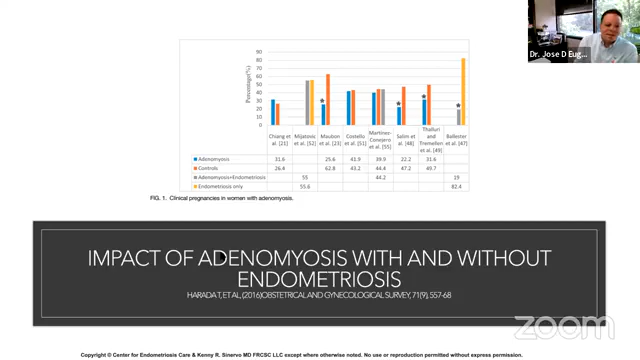 Dr. Jose D Eug...
90
80
70
60
50
40
30
20
10
0
Percentage(%)
* * * *
Chiang et al. [21] Mijatovic et al. [52] Maubon et al. [23] Costello et al. [51] Martínez-Conejero et al. [55] Salim et al. [48] Thalluri and Tremellen et al. [49] Ballester et al. [47]
Adenomyosis 31.6 25.6 41.9 39.9 22.2 31.6
Controls 26.4 62.8 43.2 44.4 47.2 49.7
Adenomyosis+Endometriosis 55 44.2 19
Endometriosis only 55.6 82.4
FIG. 1. Clinical pregnancies in women with adenomyosis.
IMPACT OF ADENOMYOSIS WITH AND WITHOUT
ENDOMETRIOSIS
HARADA T, ET AL, (2016)OBSTETRICAL AND GYNECOLOGICAL SURVEY, 71(9), 557-68
zoom
Copyright © Center for Endometriosis Care & Kenny R. Sinervo MD FRCSC LLC except where otherwise noted. No use or reproduction permitted without express permission.